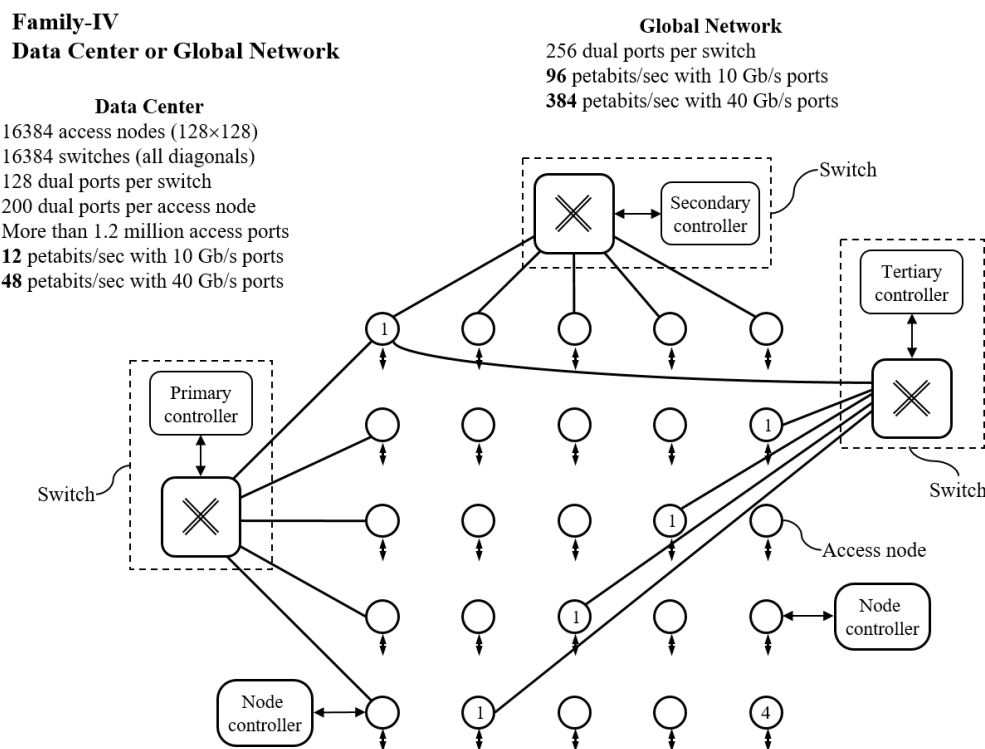 Family-IV
Data Center or Global Network
Global Network
256 dual ports per switch
96 petabits/sec with 10 Gb/s ports
384 petabits/sec with 40 Gb/s ports
Data Center
16384 access nodes (128×128)
16384 switches (all diagonals)
128 dual ports per switch
200 dual ports per access node
More than 1.2 million access ports
12 petabits/sec with 10 Gb/s ports
48 petabits/sec with 40 Gb/s ports
Switch
Secondary
controller
Tertiary
controller
1
Primary
controller
1
Switch
Switch
1
Access node
1
Node
controller
Node
controller
1
4